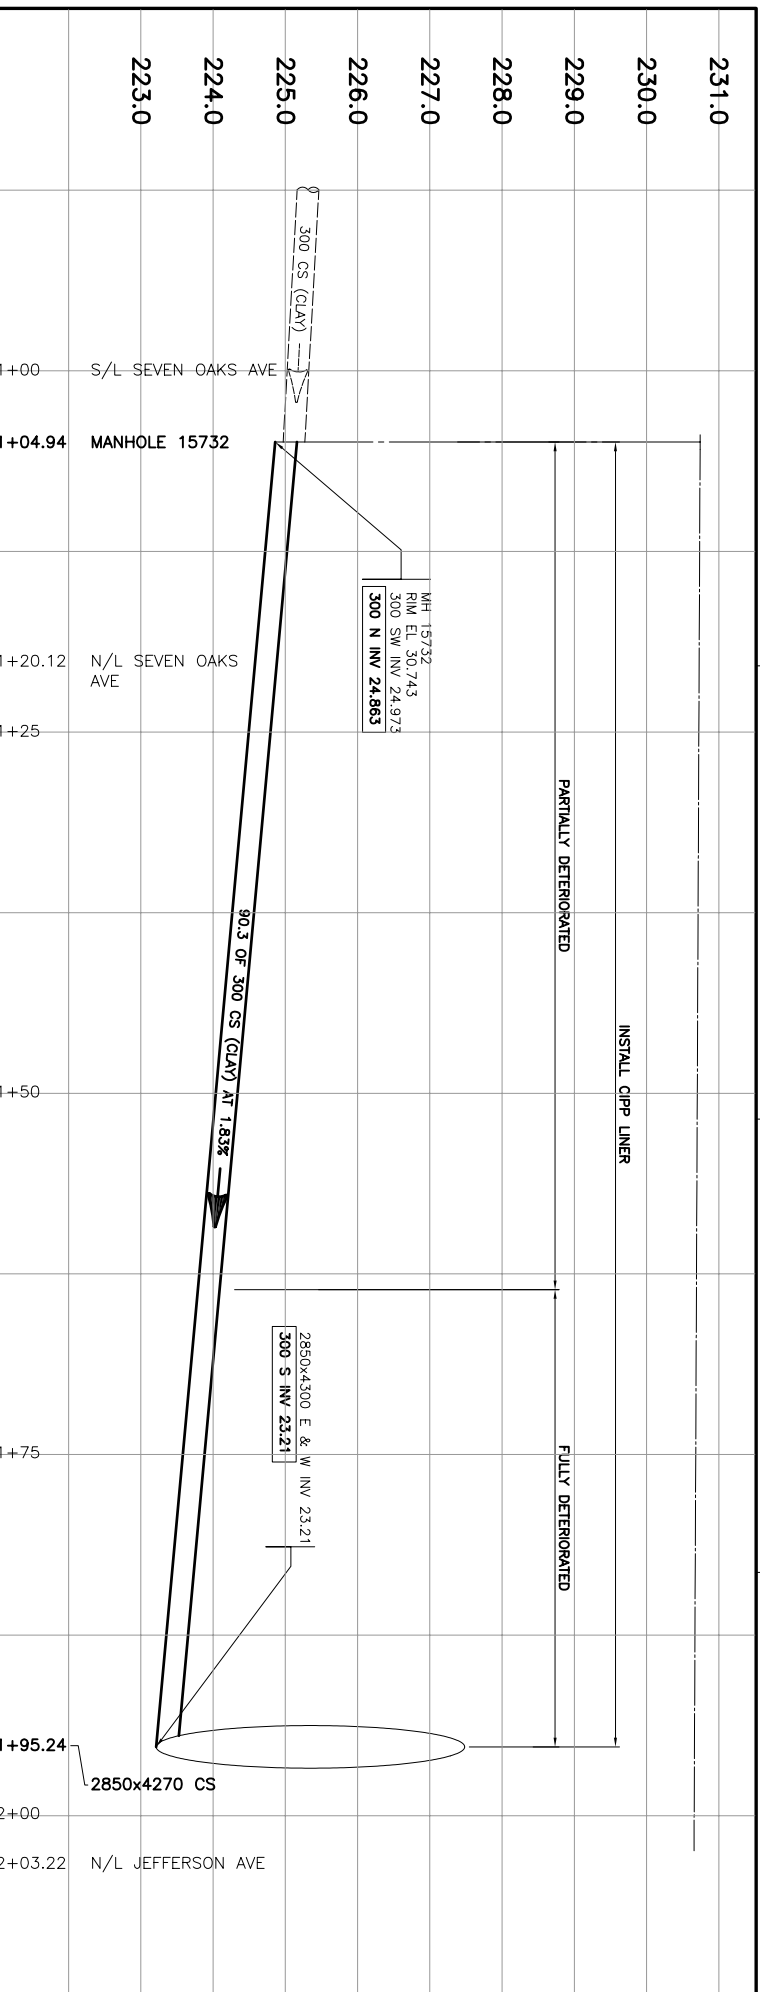 223.0
224.0
225.0
226.0
227.0
228.0
229.0
230.0
231.0
300 CS (CLAY)
1+00 S/L SEVEN OAKS AVE
1+04.94 MANHOLE 15732
MH 15732
RIM EL 30.743
300 SW INV 24.973
300 N INV 24.863
1+20.12 N/L SEVEN OAKS
AVE
1+25
PARTIALLY DETERIORATED
INSTALL CIPP LINER
90.3 OF 300 CS (CLAY) AT 1.83%
1+50
2850x4300 E & W INV 23.21
300 S INV 23.21
1+75
FULLY DETERIORATED
1+95.24
2850x4270 CS
2+00
2+03.22 N/L JEFFERSON AVE